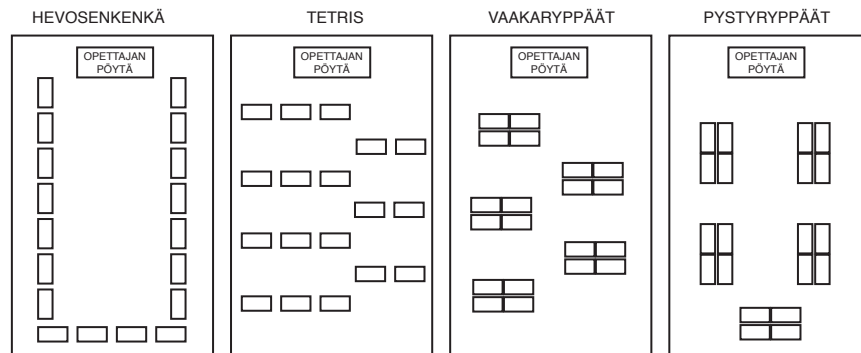 HEVOSENKENKÄ
TETRIS
VAAKARYPPÄÄT
PYSTYRYPPÄÄT
OPETTAJAN
PÖYTÄ
OPETTAJAN
PÖYTÄ
OPETTAJAN
PÖYTÄ
OPETTAJAN
PÖYTÄ